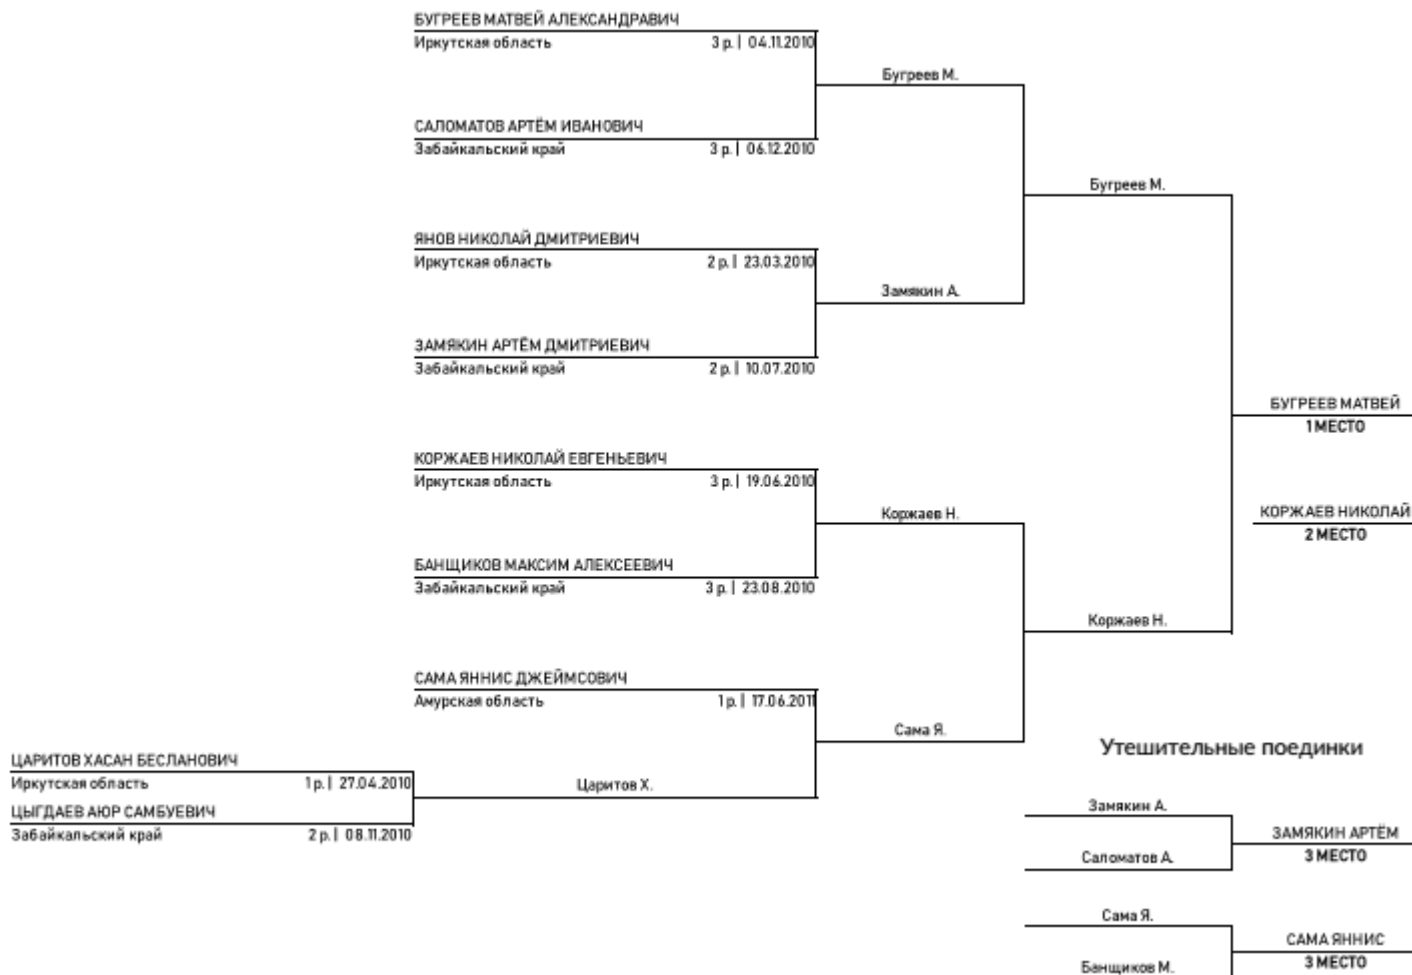 БУГРЕЕВ МАТВЕЙ АЛЕКСАНДРАВИЧ
Иркутская область 3 р. | 04.11.2010
Бугреев М.
САЛОМАТОВ АРТЁМ ИВАНОВИЧ
Забайкальский край 3 р. | 06.12.2010
Бугреев М.
ЯНОВ НИКОЛАЙ ДМИТРИЕВИЧ
Иркутская область 2 р. | 23.03.2010
Замякин А.
ЗАМЯКИН АРТЁМ ДМИТРИЕВИЧ
Забайкальский край 2 р. | 10.07.2010
БУГРЕЕВ МАТВЕЙ
1 МЕСТО
КОРЖАЕВ НИКОЛАЙ ЕВГЕНЬЕВИЧ
Иркутская область 3 р. | 19.06.2010
Коржаев Н.
КОРЖАЕВ НИКОЛАЙ
2 МЕСТО
БАНЩИКОВ МАКСИМ АЛЕКСЕЕВИЧ
Забайкальский край 3 р. | 23.08.2010
Коржаев Н.
САМА ЯННИС ДЖЕЙМСОВИЧ
Амурская область 1 р. | 17.06.2011
Сама Я.
Утешительные поединки
ЦАРИТОВ ХАСАН БЕСЛАНОВИЧ
Иркутская область 1 р. | 27.04.2010
Царитов Х.
ЦЫГДАЕВ АЮР САМБУЕВИЧ
Забайкальский край 2 р. | 08.11.2010
Замякин А.
ЗАМЯКИН АРТЁМ
3 МЕСТО
Саломатов А.
Сама Я.
САМА ЯННИС
3 МЕСТО
Банщиков М.